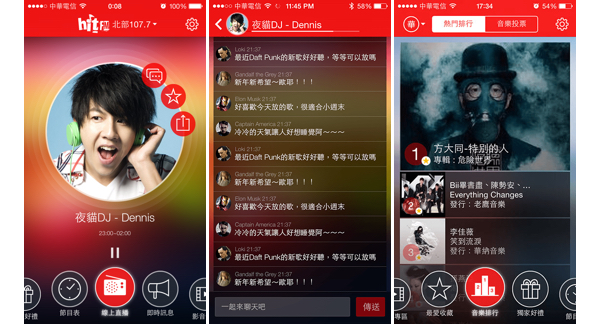 中華電信
0:08
100%
hit Fm 北部107.7
夜貓DJ - Dennis
23:00~02:00
好禮
節目表
線上直播
即時訊息
影音
中華電信
11:45 PM
58%
夜貓DJ - Dennis
Loki 21:37
最近Daft Punk的新歌好好聽，等等可以放嗎
Gandalf the Grey 21:37
新年新希望～歐耶！！！
Elon Musk 21:37
好喜歡今天放的歌，很適合小週末
Captain America 21:37
冷冷的天氣讓人好想睡覺阿～～～
Loki 21:37
最近Daft Punk的新歌好好聽，等等可以放嗎
Gandalf the Grey 21:37
新年新希望～歐耶！！！
Elon Musk 21:37
好喜歡今天放的歌，很適合小週末
Captain America 21:37
冷冷的天氣讓人好想睡覺阿～～～
Loki 21:37
最近Daft Punk的新歌好好聽，等等可以放嗎
Gandalf the Grey 21:37
新年新希望～歐耶！！！
一起來聊天吧
傳送
中華電信
17:34
54%
華
熱門排行
音樂投票
1
方大同-特別的人
專輯：危險世界
2
Bii畢書盡、陳勢安、...
Everything Changes
發行：老鷹音樂
3
李佳薇
笑到流淚
發行：華納音樂
專區
最愛收藏
音樂排行
獨家好禮
節目